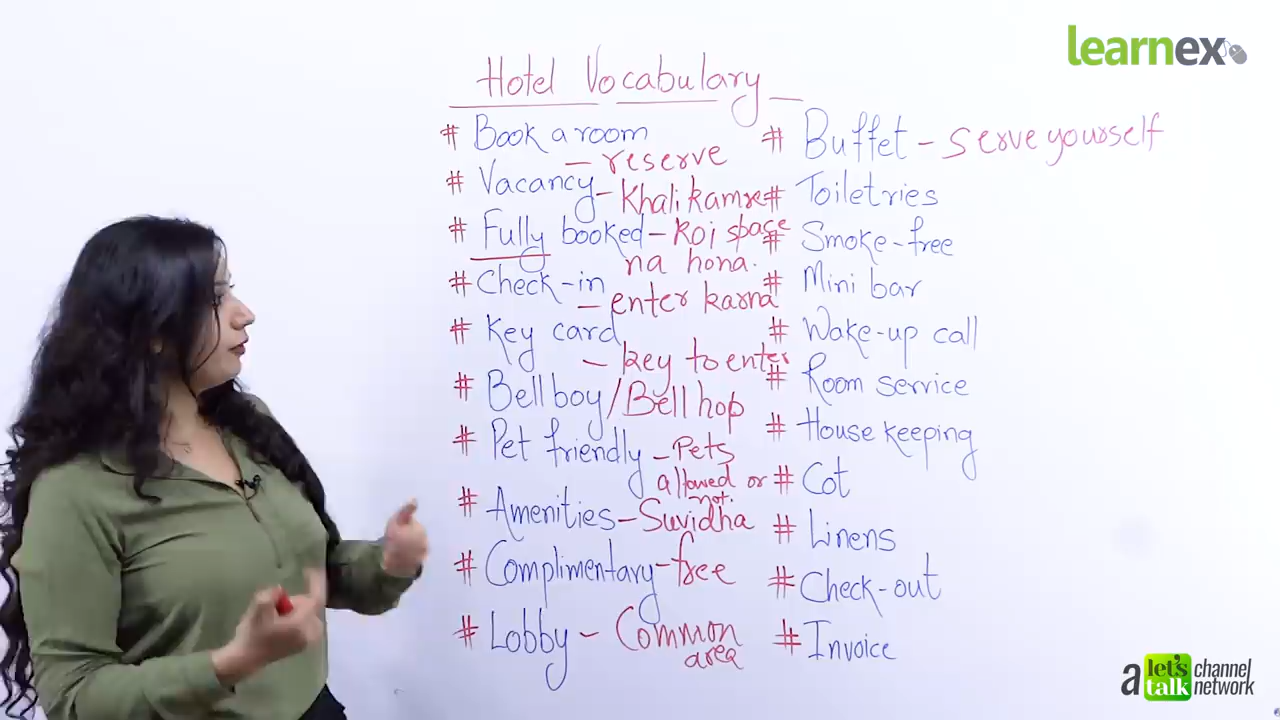 learnex
Hotel Vocabulary
# Book a room
- reserve
# Vacancy - Khali kamre
# Fully booked - Koi space
na hona.
# Check-in
- enter karna
# Key card
- key to enter
# Bell boy / Bell hop
# Pet friendly - Pets
allowed or
not.
# Amenities - Suvidha
# Complimentary - free
# Lobby - Common
area
# Buffet - Serve yourself
# Toiletries
# Smoke-free
# Mini bar
# Wake-up call
# Room service
# House keeping
# Cot
# Linens
# Check-out
# Invoice
a let's talk channel network